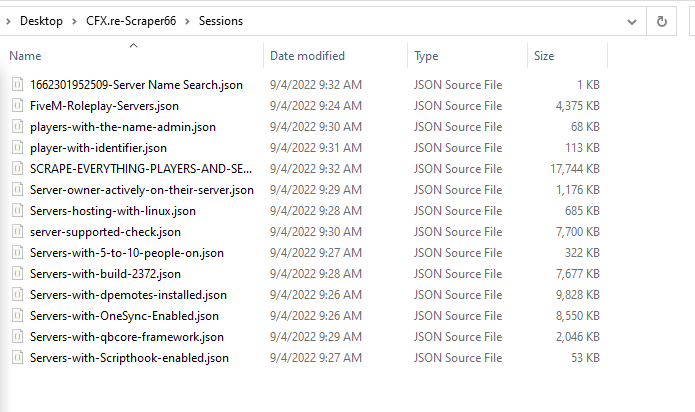 Desktop > CFX.re-Scraper66 > Sessions
Name Date modified Type Size
1662301952509-Server Name Search.json 9/4/2022 9:32 AM JSON Source File 1 KB
FiveM-Roleplay-Servers.json 9/4/2022 9:24 AM JSON Source File 4,375 KB
players-with-the-name-admin.json 9/4/2022 9:30 AM JSON Source File 68 KB
player-with-identifier.json 9/4/2022 9:31 AM JSON Source File 113 KB
SCRAPE-EVERYTHING-PLAYERS-AND-SE... 9/4/2022 9:32 AM JSON Source File 17,744 KB
Server-owner-actively-on-their-server.json 9/4/2022 9:29 AM JSON Source File 1,176 KB
Servers-hosting-with-linux.json 9/4/2022 9:28 AM JSON Source File 685 KB
server-supported-check.json 9/4/2022 9:30 AM JSON Source File 7,700 KB
Servers-with-5-to-10-people-on.json 9/4/2022 9:27 AM JSON Source File 322 KB
Servers-with-build-2372.json 9/4/2022 9:28 AM JSON Source File 7,677 KB
Servers-with-dpemotes-installed.json 9/4/2022 9:26 AM JSON Source File 9,828 KB
Servers-with-OneSync-Enabled.json 9/4/2022 9:26 AM JSON Source File 8,550 KB
Servers-with-qbcore-framework.json 9/4/2022 9:29 AM JSON Source File 2,046 KB
Servers-with-Scripthook-enabled.json 9/4/2022 9:27 AM JSON Source File 53 KB